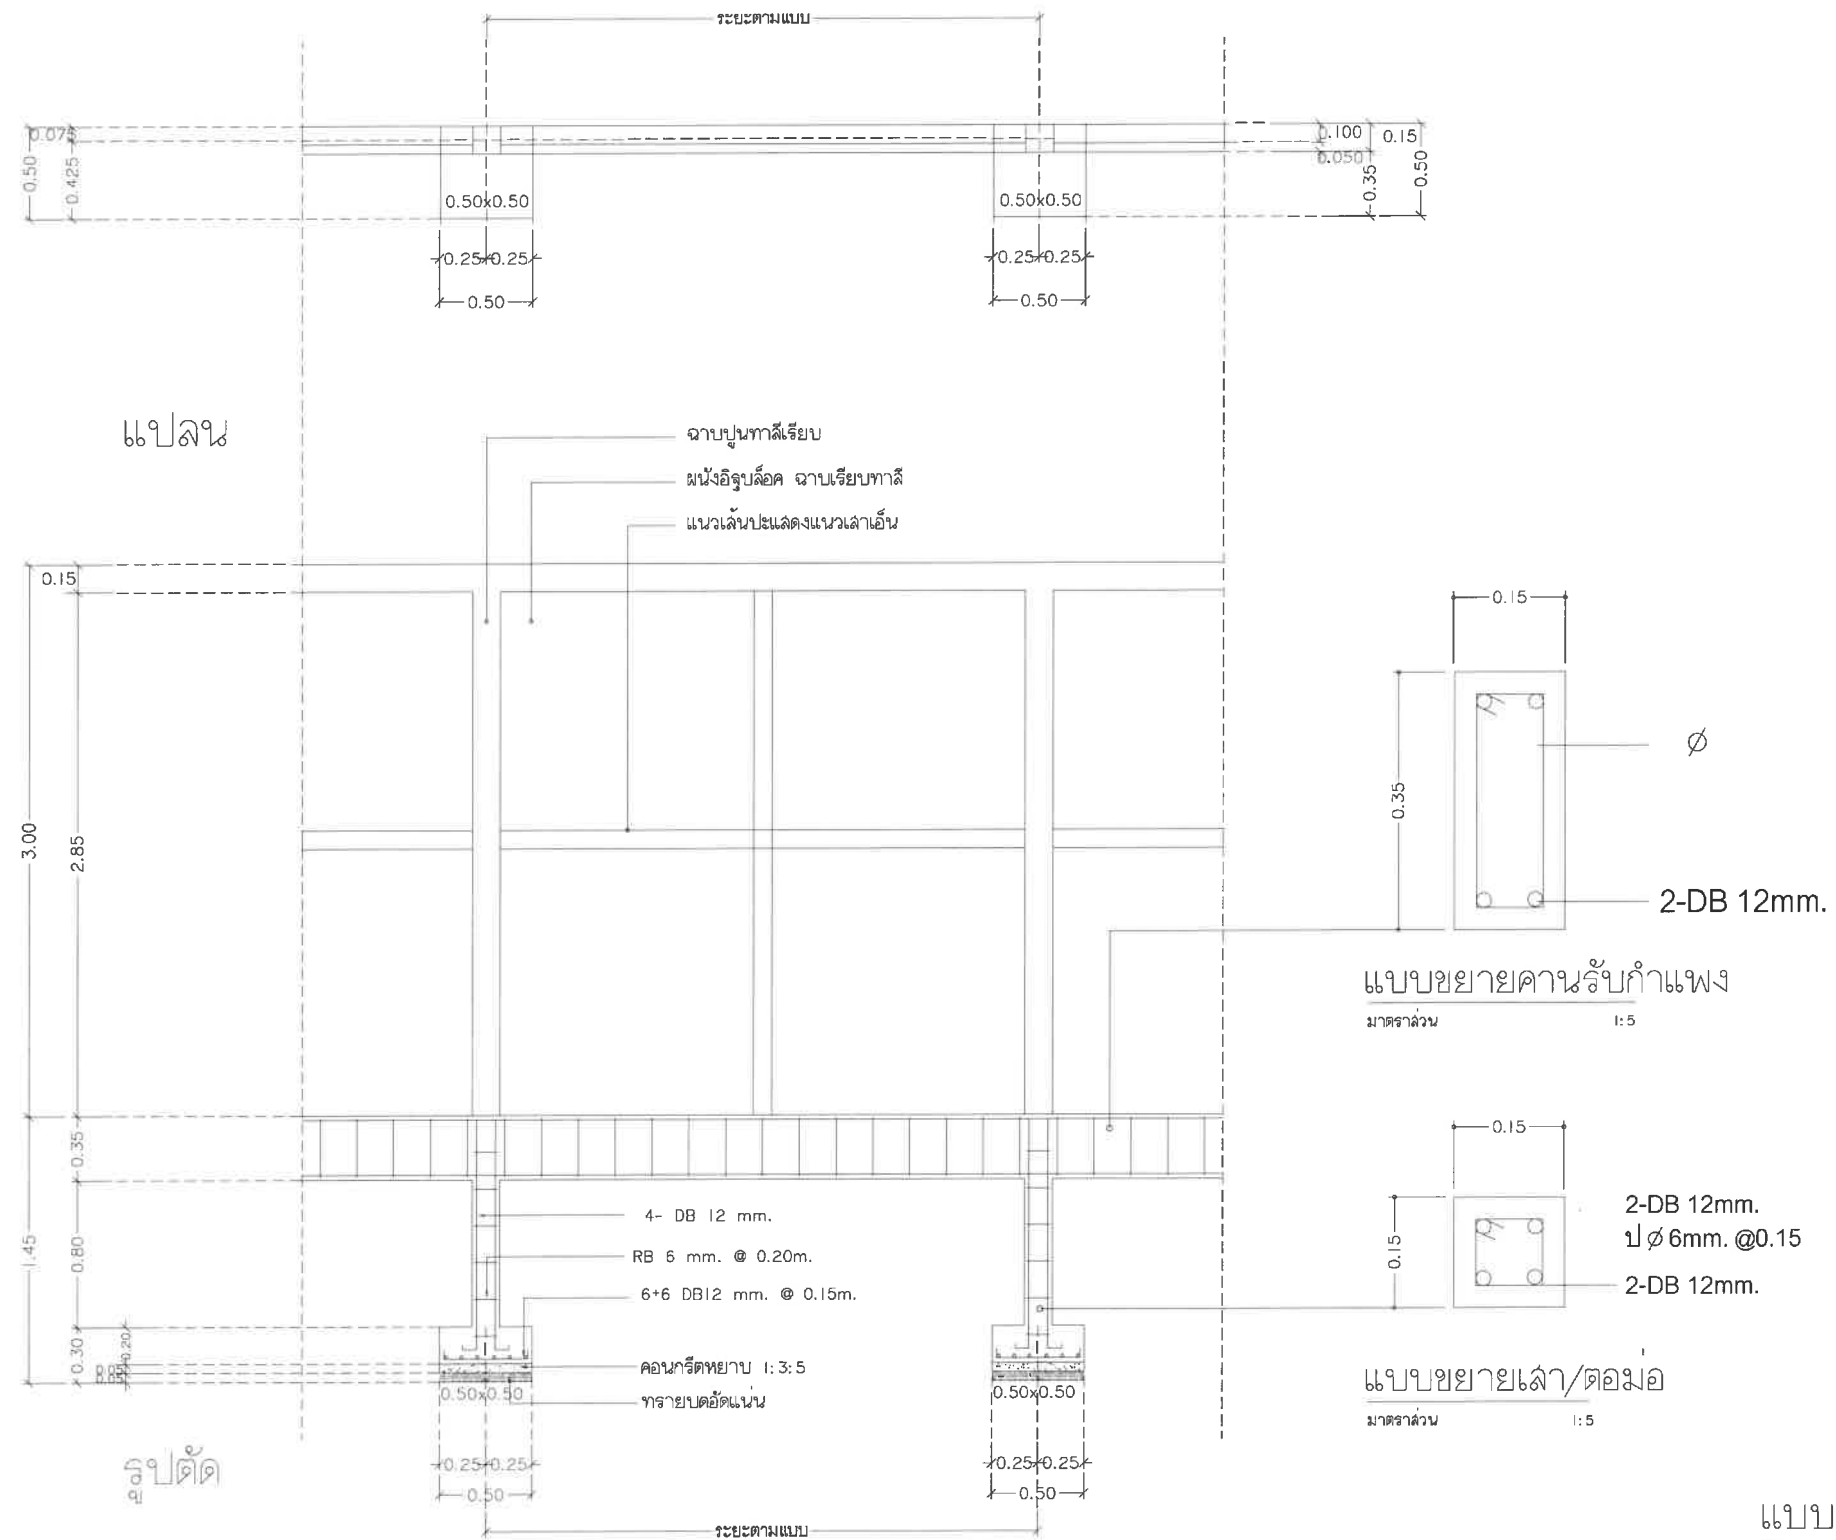 ระยะตามแบบ
0.075
0.50
0.425
0.100
0.15
0.050
0.35
0.50
0.50x0.50
0.50x0.50
0.25 0.25
0.25 0.25
0.50
0.50
แปลน
ฉาบปูนทาสีเรียบ
ผนังอิฐบล็อค ฉาบเรียบทาสี
แนวเส้นปะแสดงแนวเสาเอ็น
0.15
3.00
2.85
0.15
0.35
Ø
2-DB 12mm.
แบบขยายคานรับกำแพง
มาตราส่วน 1:5
0.35
1.45
0.80
0.30
0.20
4- DB 12 mm.
RB 6 mm. @ 0.20m.
6+6 DB12 mm. @ 0.15m.
คอนกรีตหยาบ 1:3:5
ทรายบดอัดแน่น
0.50x0.50
0.50x0.50
0.25 0.25
0.25 0.25
0.50
0.50
ระยะตามแบบ
รูปตัด
0.15
0.15
2-DB 12mm.
ป Ø 6mm. @0.15
2-DB 12mm.
แบบขยายเสา/ตอม่อ
มาตราส่วน 1:5
แบบ